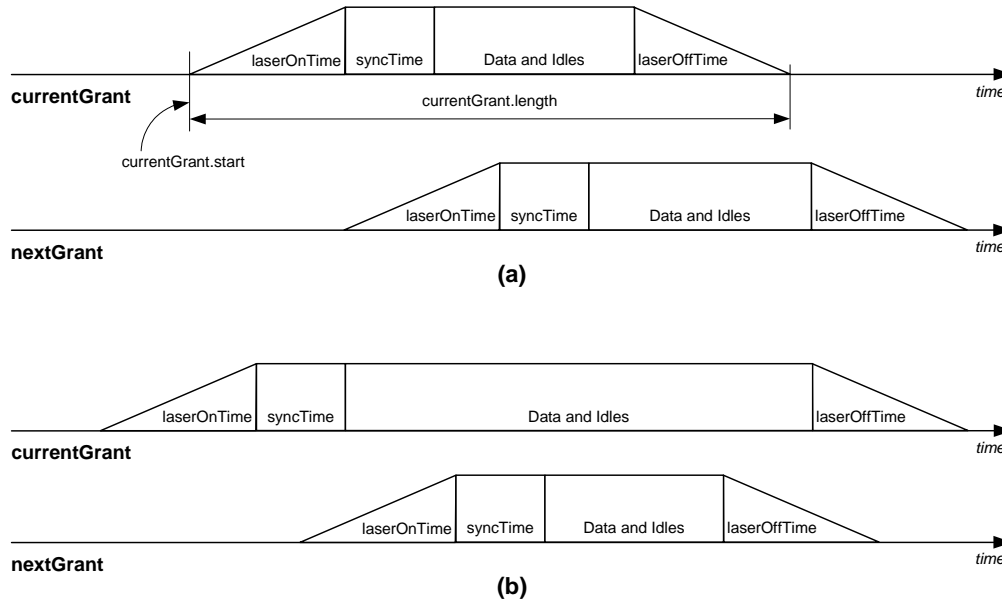 laserOnTime syncTime Data and Idles laserOffTime
currentGrant time
currentGrant.length
currentGrant.start
laserOnTime syncTime Data and Idles laserOffTime
nextGrant time
(a)
laserOnTime syncTime Data and Idles laserOffTime
currentGrant time
laserOnTime syncTime Data and Idles laserOffTime
nextGrant time
(b)